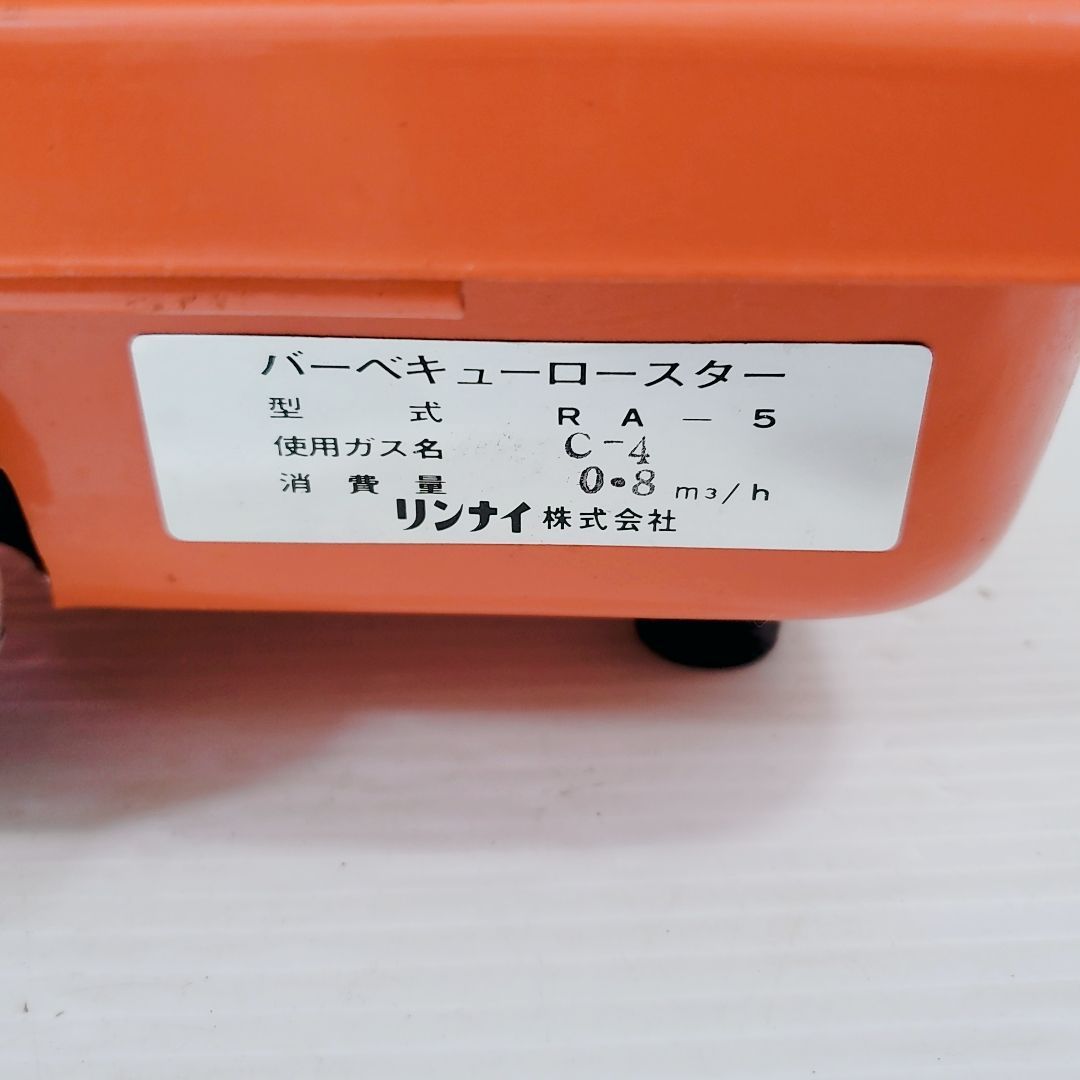 バーベキューロースター
型式 RA-5
使用ガス名 C-4
消費量 0.8 m3/h
リンナイ株式会社